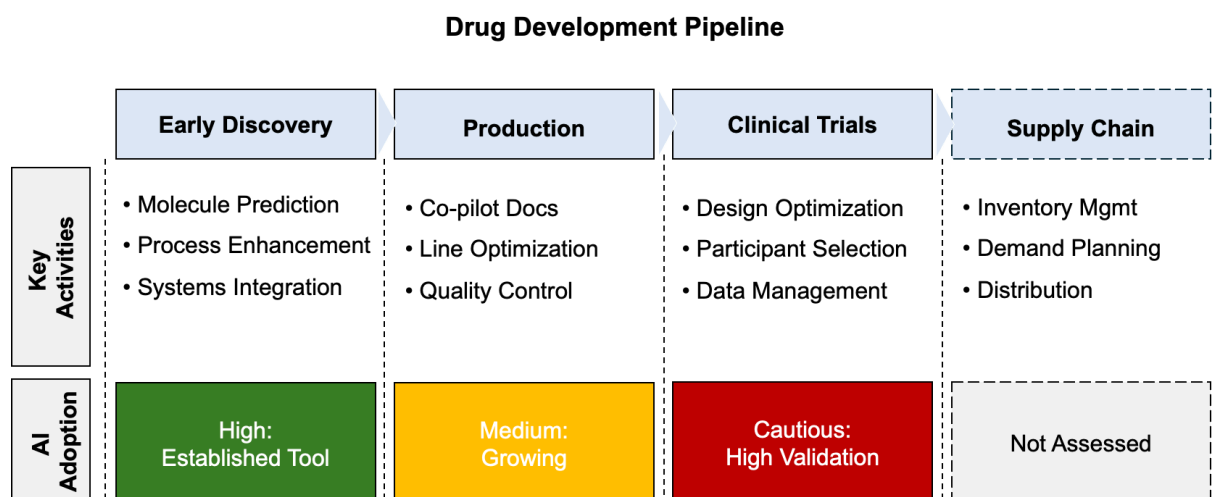 Drug Development Pipeline
Early Discovery
Production
Clinical Trials
Supply Chain
Key
Activities
• Molecule Prediction
• Process Enhancement
• Systems Integration
• Co-pilot Docs
• Line Optimization
• Quality Control
• Design Optimization
• Participant Selection
• Data Management
• Inventory Mgmt
• Demand Planning
• Distribution
AI
Adoption
High:
Established Tool
Medium:
Growing
Cautious:
High Validation
Not Assessed